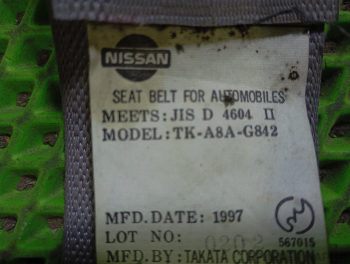 NISSAN
SEAT BELT FOR AUTOMOBILES
MEETS: JIS D 4604 II
MODEL: TK-A8A-G842
MFD. DATE: 1997
LOT NO: 0202
567015
MFD. BY: TAKATA CORPORATION